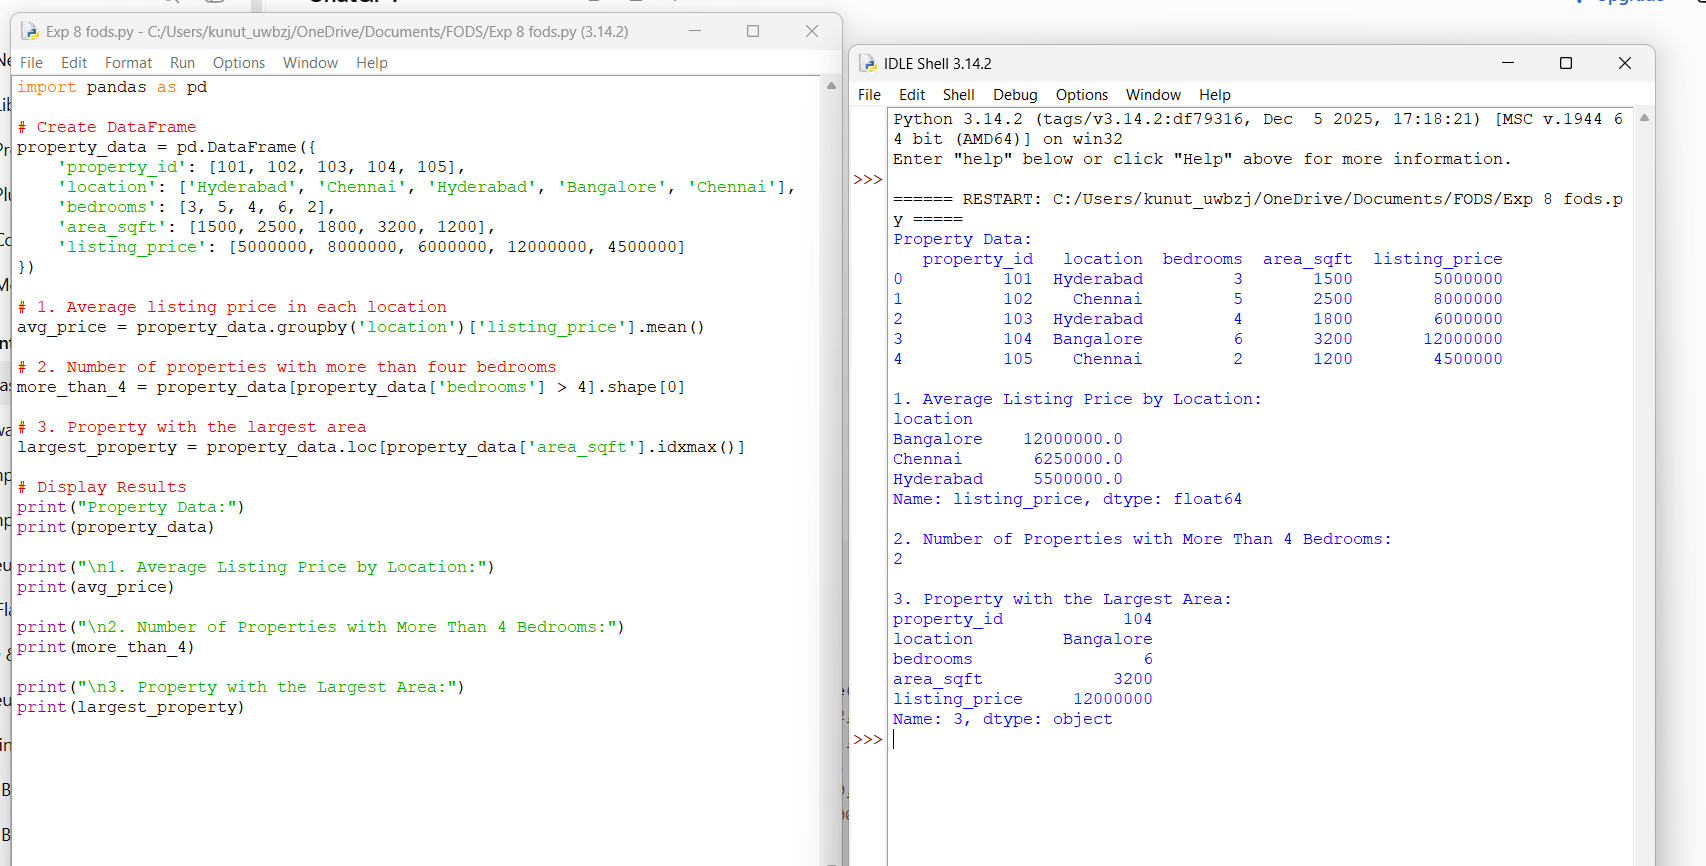 Exp 8 fods.py - C:/Users/kunut_uwbzj/OneDrive/Documents/FODS/Exp 8 fods.py (3.14.2)
File Edit Format Run Options Window Help
import pandas as pd
# Create DataFrame
property_data = pd.DataFrame({
    'property_id': [101, 102, 103, 104, 105],
    'location': ['Hyderabad', 'Chennai', 'Hyderabad', 'Bangalore', 'Chennai'],
    'bedrooms': [3, 5, 4, 6, 2],
    'area_sqft': [1500, 2500, 1800, 3200, 1200],
    'listing_price': [5000000, 8000000, 6000000, 12000000, 4500000]
})
# 1. Average listing price in each location
avg_price = property_data.groupby('location')['listing_price'].mean()
# 2. Number of properties with more than four bedrooms
more_than_4 = property_data[property_data['bedrooms'] > 4].shape[0]
# 3. Property with the largest area
largest_property = property_data.loc[property_data['area_sqft'].idxmax()]
# Display Results
print("Property Data:")
print(property_data)
print("\n1. Average Listing Price by Location:")
print(avg_price)
print("\n2. Number of Properties with More Than 4 Bedrooms:")
print(more_than_4)
print("\n3. Property with the Largest Area:")
print(largest_property)
IDLE Shell 3.14.2
File Edit Shell Debug Options Window Help
Python 3.14.2 (tags/v3.14.2:df79316, Dec  5 2025, 17:18:21) [MSC v.1944 6
4 bit (AMD64)] on win32
Enter "help" below or click "Help" above for more information.
>>>
====== RESTART: C:/Users/kunut_uwbzj/OneDrive/Documents/FODS/Exp 8 fods.p
y =====
Property Data:
   property_id   location  bedrooms  area_sqft  listing_price
0          101  Hyderabad         3       1500        5000000
1          102    Chennai         5       2500        8000000
2          103  Hyderabad         4       1800        6000000
3          104  Bangalore         6       3200       12000000
4          105    Chennai         2       1200        4500000
1. Average Listing Price by Location:
location
Bangalore    12000000.0
Chennai       6250000.0
Hyderabad     5500000.0
Name: listing_price, dtype: float64
2. Number of Properties with More Than 4 Bedrooms:
2
3. Property with the Largest Area:
property_id            104
location         Bangalore
bedrooms                 6
area_sqft             3200
listing_price     12000000
Name: 3, dtype: object
>>>